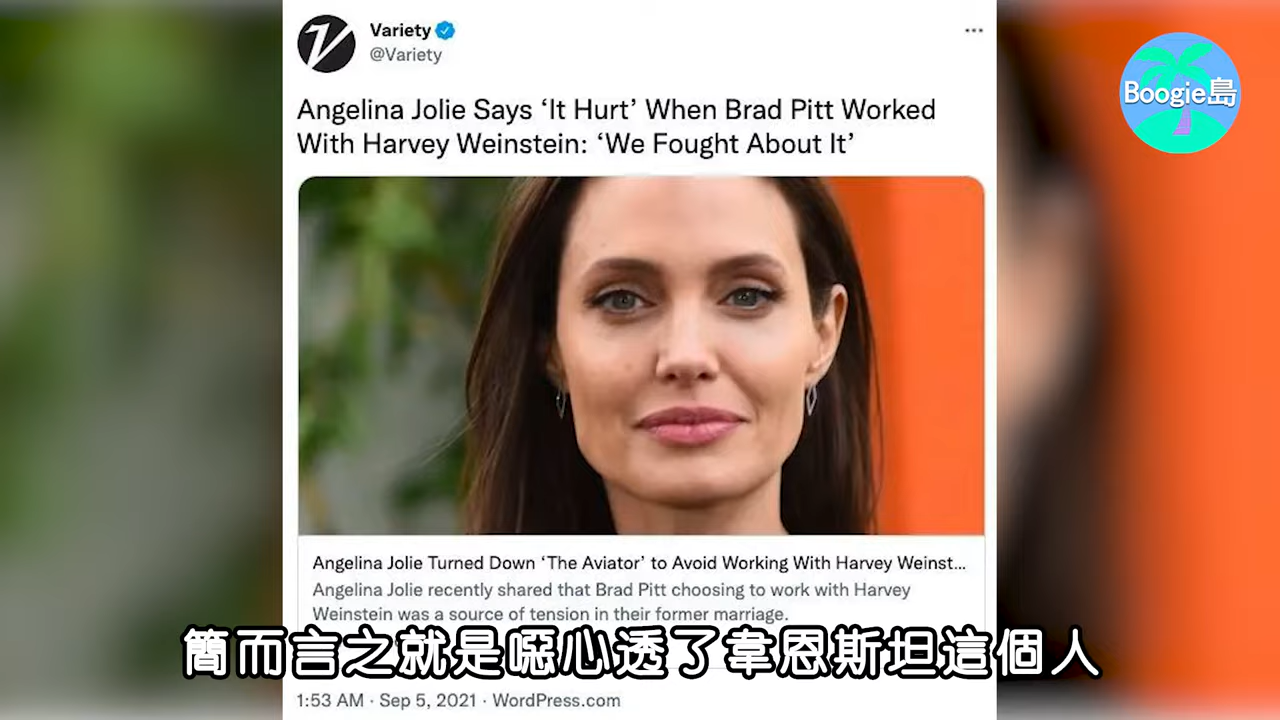 Variety
@Variety
Boogie島
Angelina Jolie Says ‘It Hurt’ When Brad Pitt Worked
With Harvey Weinstein: ‘We Fought About It’
Angelina Jolie Turned Down ‘The Aviator’ to Avoid Working With Harvey Weinst...
Angelina Jolie recently shared that Brad Pitt choosing to work with Harvey
Weinstein was a source of tension in their former marriage.
簡而言之就是噁心透了韋恩斯坦這個人
1:53 AM · Sep 5, 2021 · WordPress.com